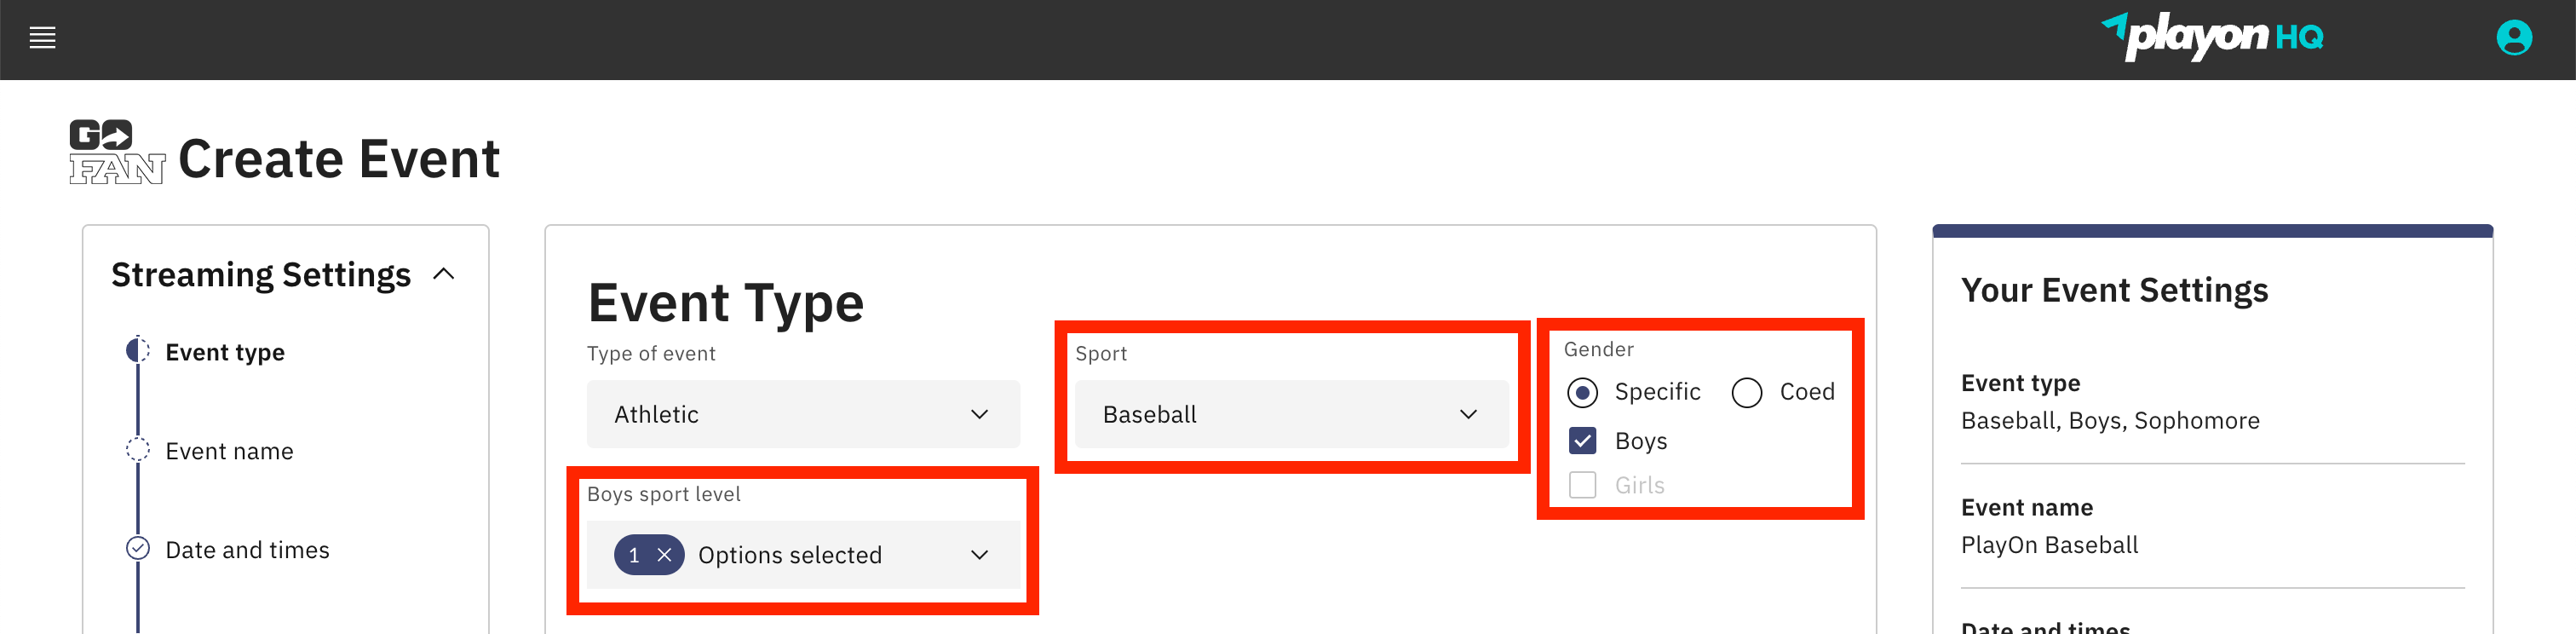 playon HQ
GO FAN
Create Event
Streaming Settings
Event type
Event name
Date and times
Event Type
Type of event
Athletic
Sport
Baseball
Gender
Specific
Coed
Boys
Girls
Boys sport level
1 Options selected
Your Event Settings
Event type
Baseball, Boys, Sophomore
Event name
PlayOn Baseball
Date and times